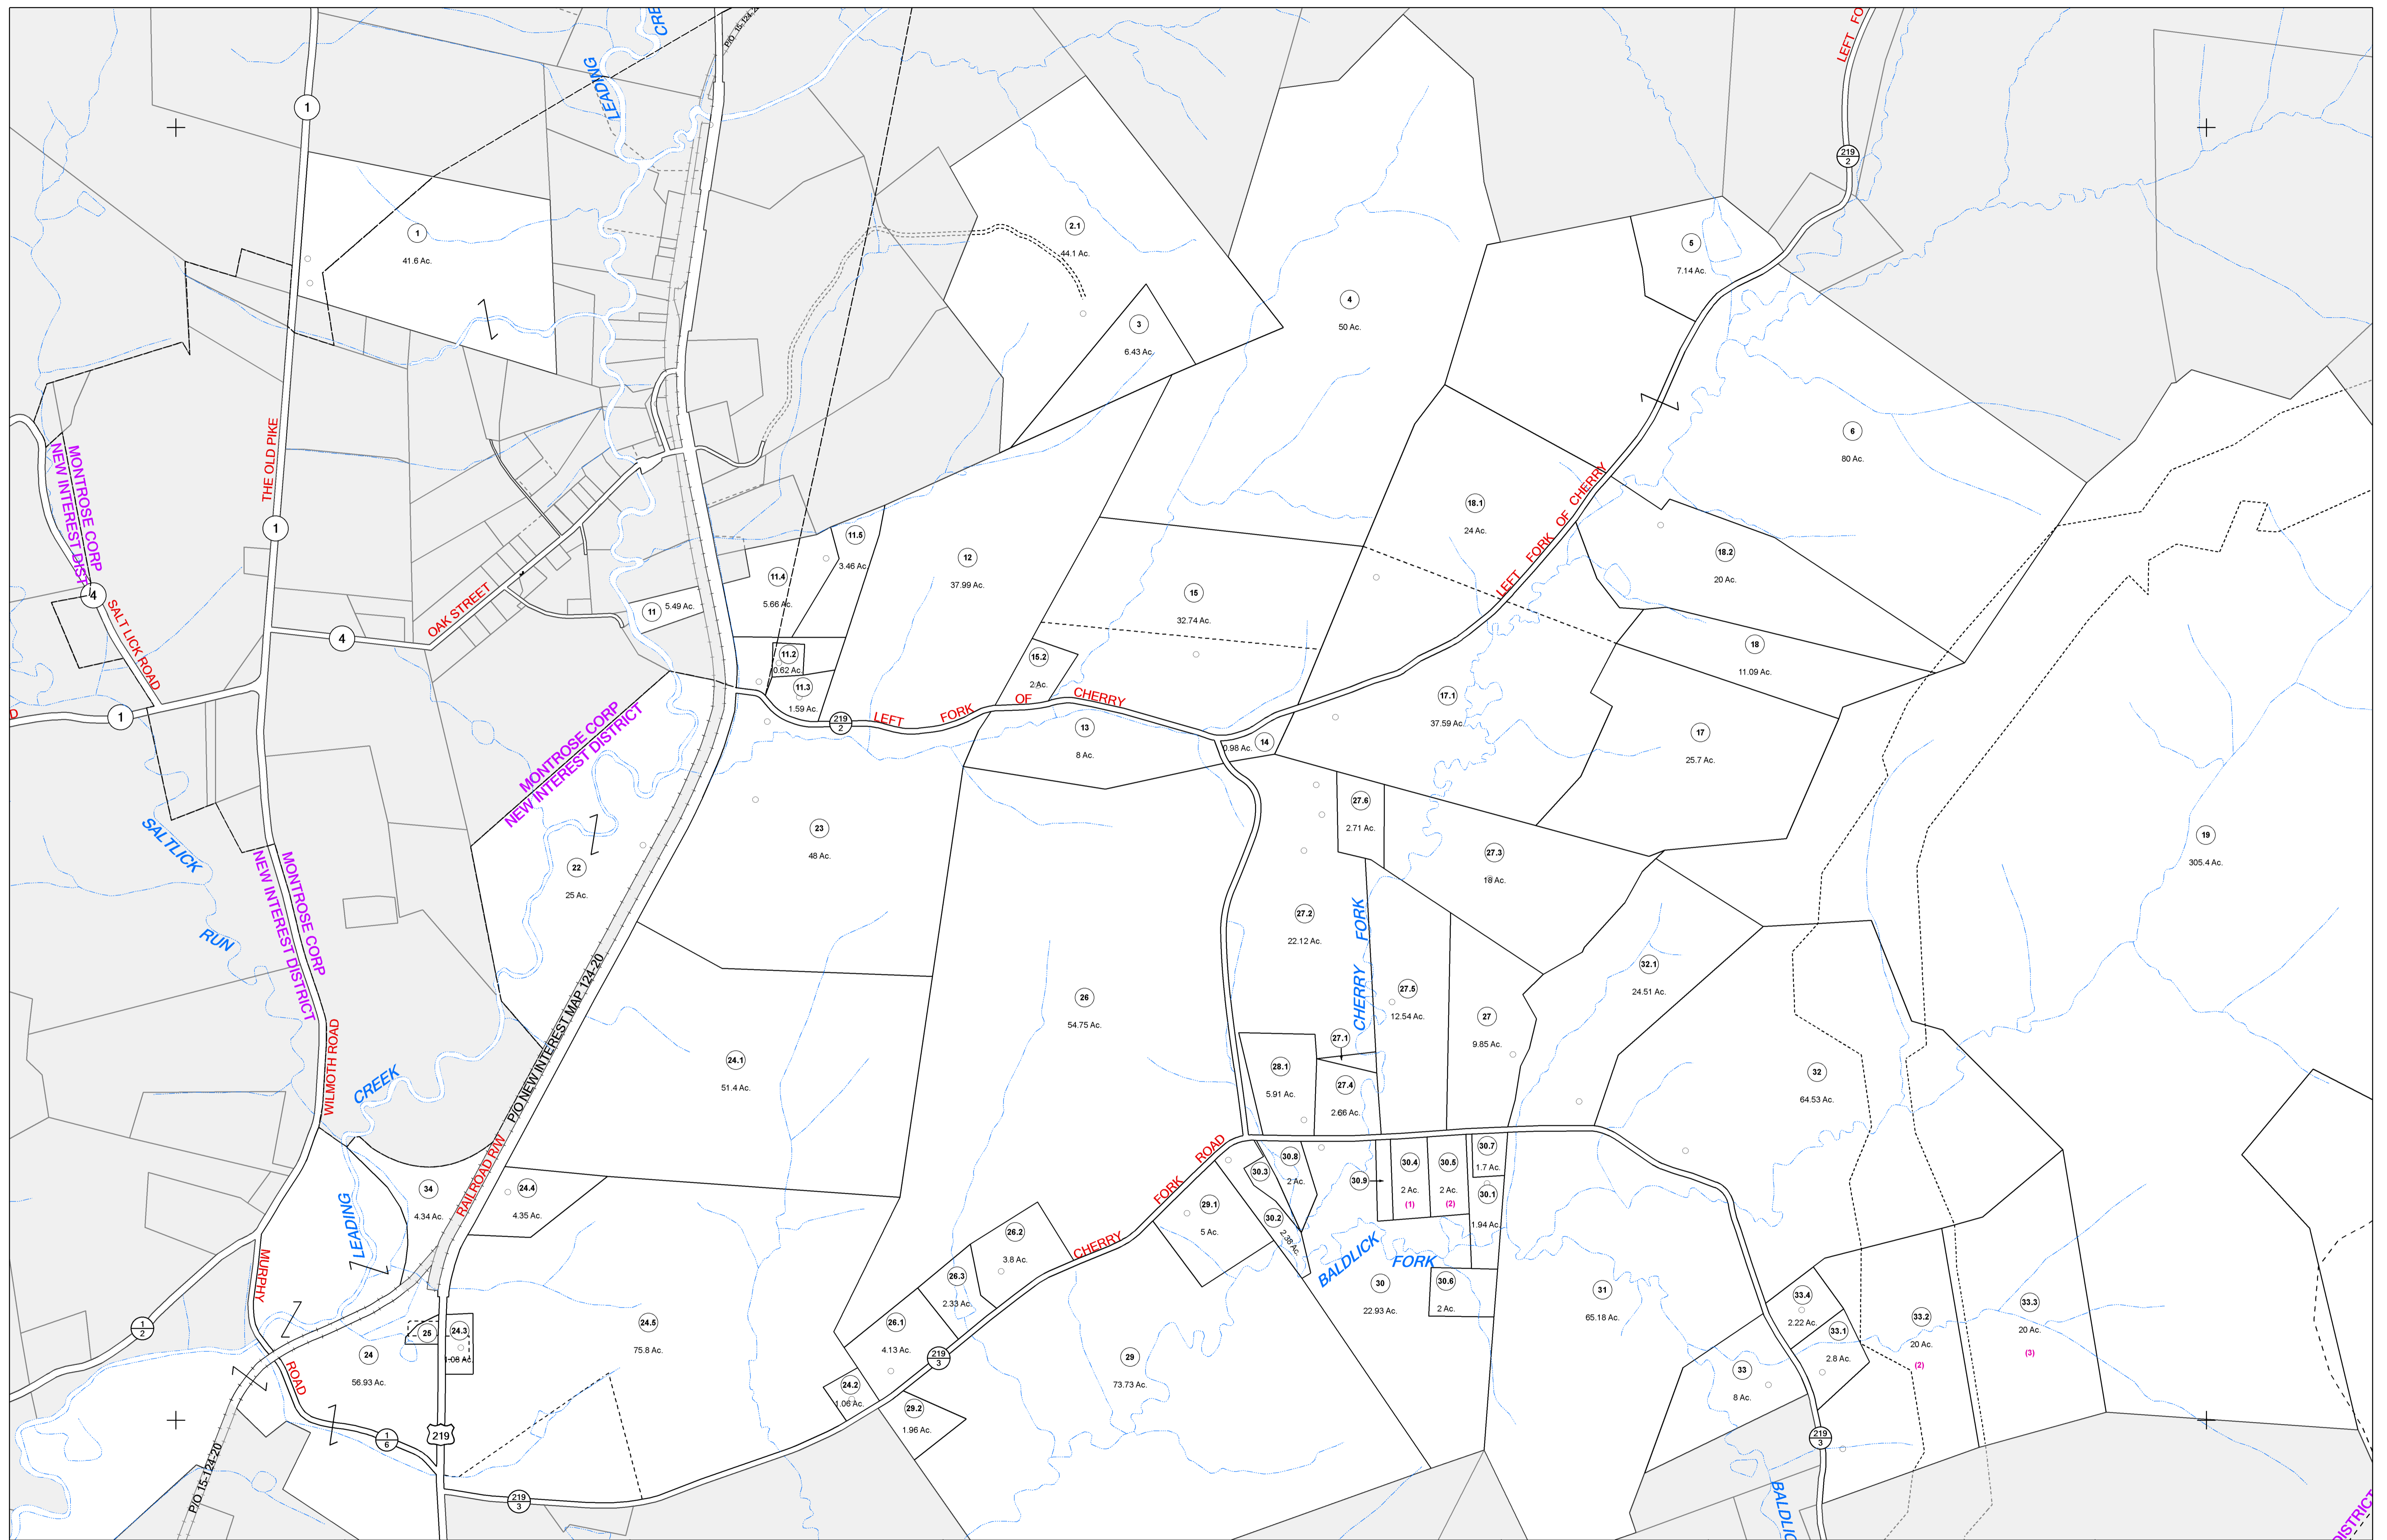 LEADING
CRE
P/O 15-124-2
LEFT FO
1
219
2
1
41.6 Ac.
2.1
44.1 Ac.
3
6.43 Ac.
4
50 Ac.
5
7.14 Ac.
6
80 Ac.
THE OLD PIKE
MONTROSE CORP
NEW INTEREST DIST
1
4
SALT LICK ROAD
4
OAK STREET
1
11
5.49 Ac.
11.4
5.66 Ac.
11.5
3.46 Ac.
11.2
0.62 Ac.
11.3
1.59 Ac.
12
37.99 Ac.
15
32.74 Ac.
15.2
2 Ac.
18.1
24 Ac.
LEFT FORK OF CHERRY
18.2
20 Ac.
18
11.09 Ac.
17.1
37.59 Ac.
17
25.7 Ac.
219
2
LEFT FORK OF CHERRY
13
8 Ac.
14
0.98 Ac.
MONTROSE CORP
NEW INTEREST DISTRICT
SALTLICK
RUN
MONTROSE CORP
NEW INTEREST DISTRICT
22
25 Ac.
23
48 Ac.
27.6
2.71 Ac.
27.3
18 Ac.
19
305.4 Ac.
27.2
22.12 Ac.
CHERRY FORK
27.5
12.54 Ac.
27
9.85 Ac.
32.1
24.51 Ac.
26
54.75 Ac.
P/O NEW INTEREST MAP 124-20
WILMOTH ROAD
CREEK
24.1
51.4 Ac.
28.1
5.91 Ac.
27.1
27.4
2.66 Ac.
32
64.53 Ac.
RAILROAD R/W
LEADING
34
4.34 Ac.
24.4
4.35 Ac.
CHERRY FORK ROAD
30.3
30.8
2 Ac.
30.9
30.4
2 Ac.
(1)
30.5
2 Ac.
(2)
30.7
1.7 Ac.
30.1
1.94 Ac.
29.1
5 Ac.
30.2
2.38 Ac.
26.2
3.8 Ac.
26.3
2.33 Ac.
26.1
4.13 Ac.
BALDLICK FORK
30
22.93 Ac.
30.6
2 Ac.
31
65.18 Ac.
33.4
2.22 Ac.
33.1
2.8 Ac.
33.2
20 Ac.
(2)
33.3
20 Ac.
(3)
33
8 Ac.
MURPHY
ROAD
1
2
24
56.93 Ac.
25
24.3
1.08 Ac.
24.5
75.8 Ac.
219
3
29
73.73 Ac.
24.2
1.06 Ac.
29.2
1.96 Ac.
1
6
219
219
3
219
3
P/O 15-124-20
BALDLIC
DISTRICT
D